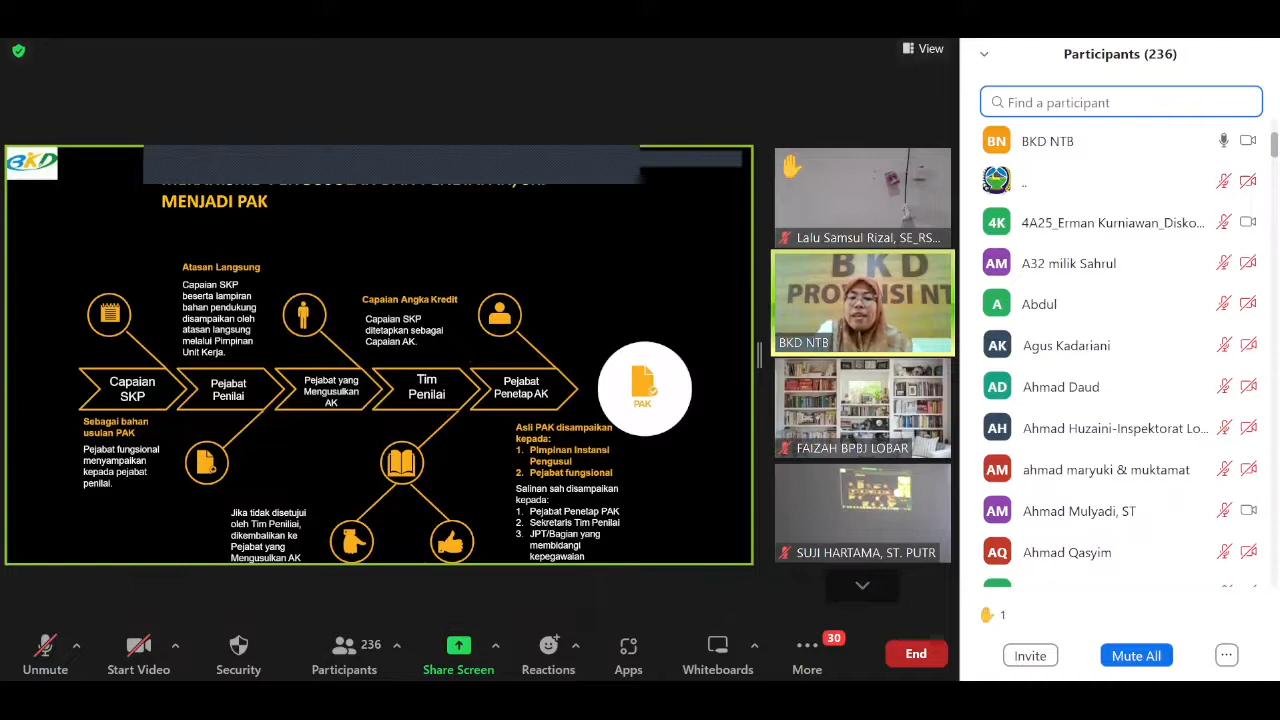 View
BKD
MENJADI PAK
Atasan Langsung
Capaian SKP
beserta lampiran
bahan pendukung
disampaikan oleh
atasan langsung
melalui Pimpinan
Unit Kerja.
Capaian Angka Kredit
Capaian SKP
ditetapkan sebagai
Capaian AK.
Capaian
SKP
Pejabat
Penilai
Pejabat yang
Mengusulkan
AK
Tim
Penilai
Pejabat
Penetap AK
PAK
Sebagai bahan
usulan PAK
Pejabat fungsional
menyampaikan
kepada pejabat
penilai.
Jika tidak disetujui
oleh Tim Peniliai,
dikembalikan ke
Pejabat yang
Mengusulkan AK
Asli PAK disampaikan
kepada:
1. Pimpinan Instansi
Pengusul
2. Pejabat fungsional
Salinan sah disampaikan
kepada:
1. Pejabat Penetap PAK
2. Sekretaris Tim Penilai
3. JPT/Bagian yang
membidangi
kepegawaian
Lalu Samsul Rizal, SE_RS...
BKD
PROVINSI NT
BKD NTB
FAIZAH BPBJ LOBAR
SUJI HARTAMA, ST. PUTR
Participants (236)
Find a participant
BN BKD NTB
..
4K 4A25_Erman Kurniawan_Disko...
AM A32 milik Sahrul
A Abdul
AK Agus Kadariani
AD Ahmad Daud
AH Ahmad Huzaini-Inspektorat Lo...
AM ahmad maryuki & muktamat
AM Ahmad Mulyadi, ST
AQ Ahmad Qasyim
1
Invite
Mute All
...
Unmute
Start Video
Security
236
Participants
Share Screen
Reactions
Apps
Whiteboards
30
More
End